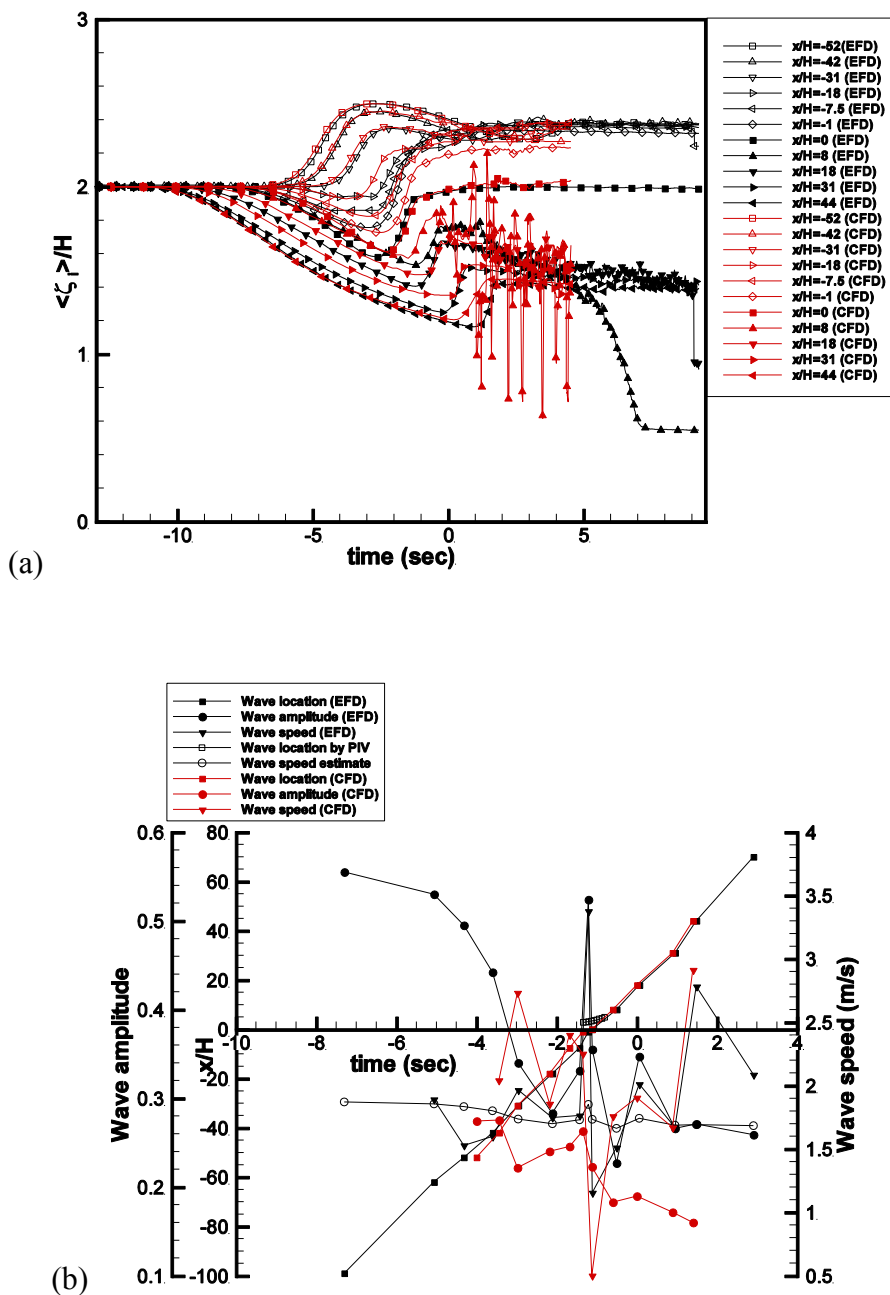 3
2
1
0
<ζI>/H
-10
-5
0
5
time (sec)
x/H=-52(EFD)
x/H=-42 (EFD)
x/H=-31 (EFD)
x/H=-18 (EFD)
x/H=-7.5 (EFD)
x/H=-1 (EFD)
x/H=0 (EFD)
x/H=8 (EFD)
x/H=18 (EFD)
x/H=31 (EFD)
x/H=44 (EFD)
x/H=-52 (CFD)
x/H=-42 (CFD)
x/H=-31 (CFD)
x/H=-18 (CFD)
x/H=-7.5 (CFD)
x/H=-1 (CFD)
x/H=0 (CFD)
x/H=8 (CFD)
x/H=18 (CFD)
x/H=31 (CFD)
x/H=44 (CFD)
(a)
Wave location (EFD)
Wave amplitude (EFD)
Wave speed (EFD)
Wave location by PIV
Wave speed estimate
Wave location (CFD)
Wave amplitude (CFD)
Wave speed (CFD)
0.6
0.5
0.4
0.3
0.2
0.1
Wave amplitude
80
60
40
20
0
-20
-40
-60
-80
-100
x/H
-10
-8
-6
-4
-2
0
2
4
time (sec)
4
3.5
3
2.5
2
1.5
1
0.5
Wave speed (m/s)
(b)